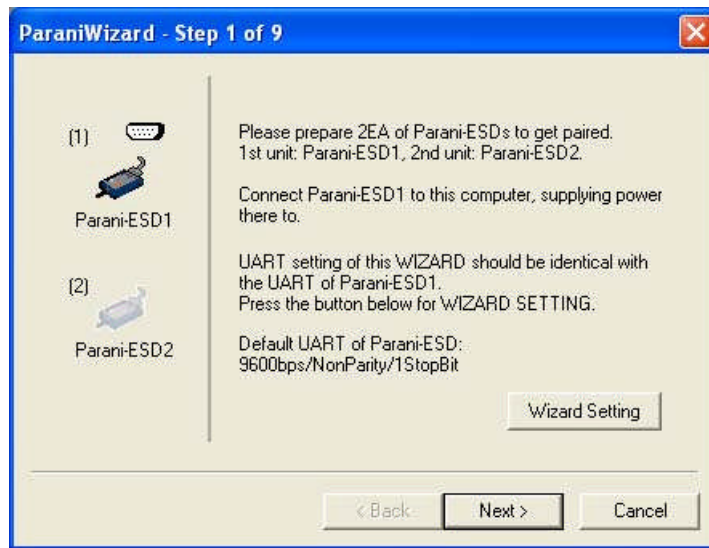 ParaniWizard - Step 1 of 9
(1)
Parani-ESD1
(2)
Parani-ESD2
Please prepare 2EA of Parani-ESDs to get paired.
1st unit: Parani-ESD1, 2nd unit: Parani-ESD2.
Connect Parani-ESD1 to this computer, supplying power
there to.
UART setting of this WIZARD should be identical with
the UART of Parani-ESD1.
Press the button below for WIZARD SETTING.
Default UART of Parani-ESD:
9600bps/NonParity/1StopBit
Wizard Setting
< Back
Next >
Cancel